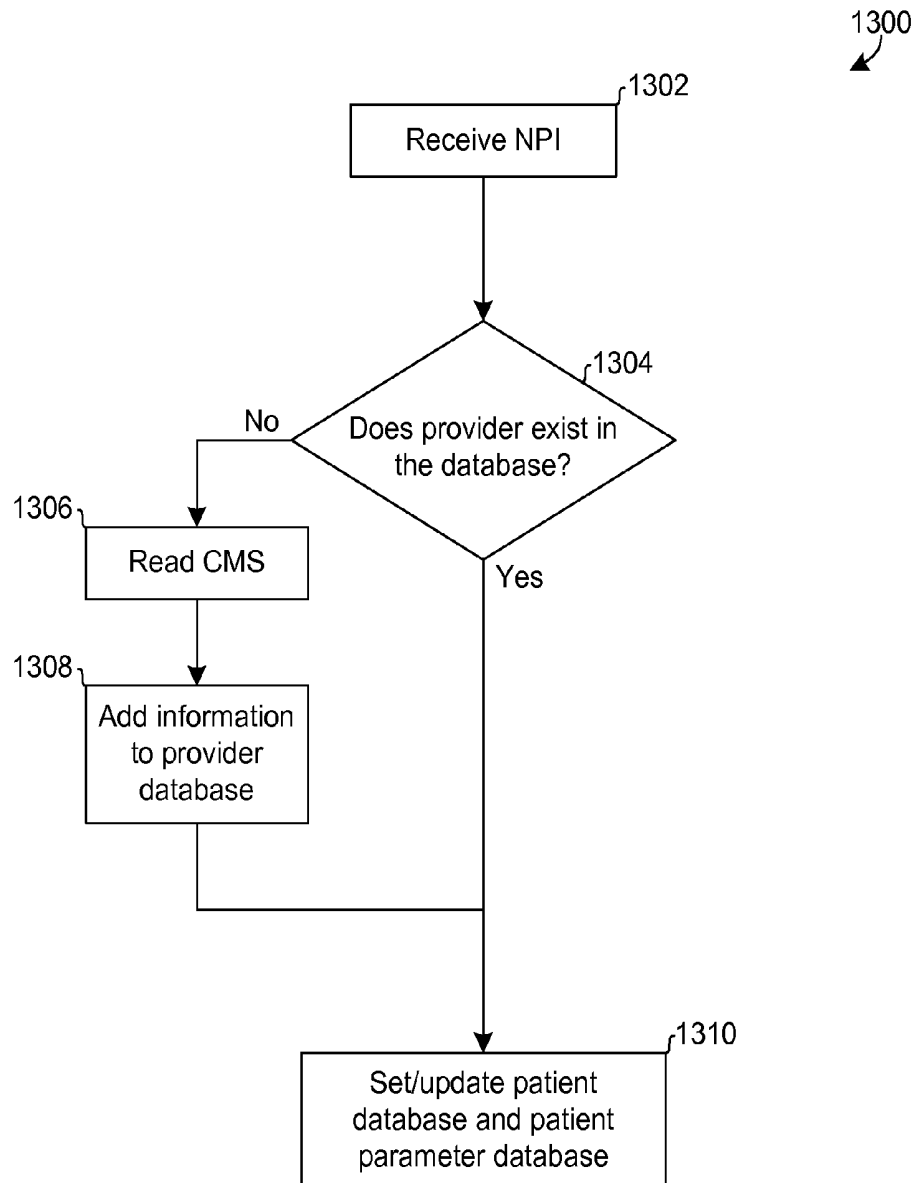 1300
1302
Receive NPI
1304
Does provider exist in
the database?
No
Yes
1306
Read CMS
1308
Add information
to provider
database
1310
Set/update patient
database and patient
parameter database